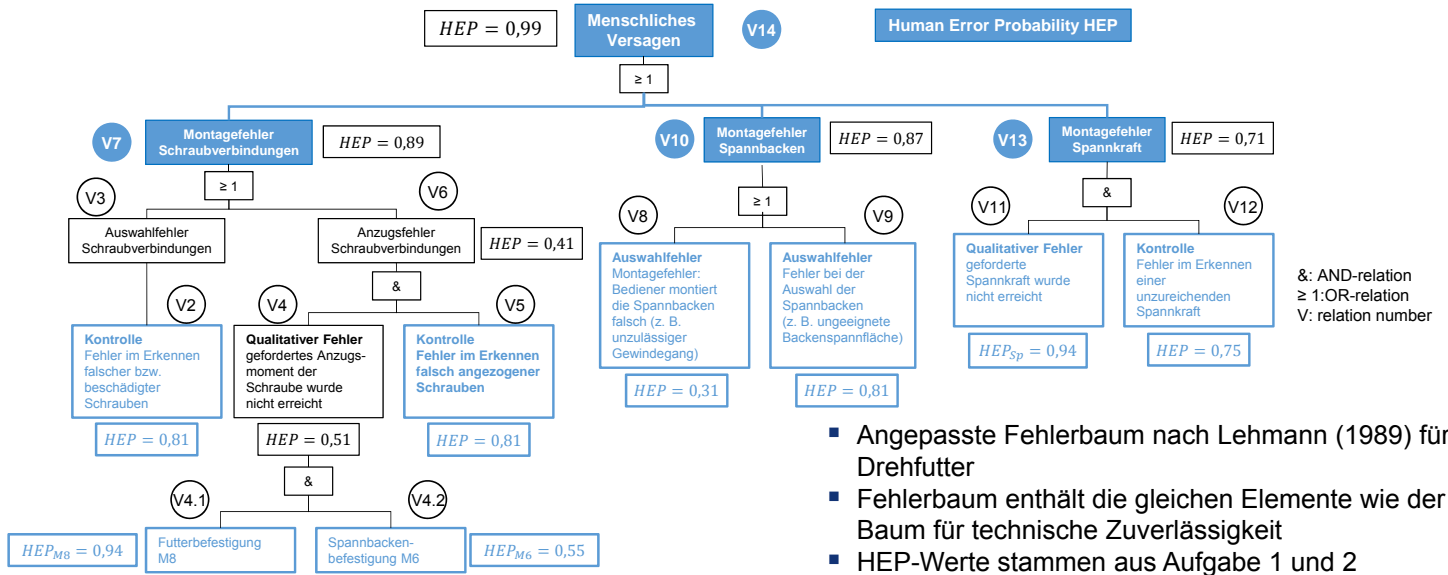 HEP = 0,99
Menschliches
Versagen
V14
Human Error Probability HEP
≥ 1
V7
Montagefehler
Schraubverbindungen
HEP = 0,89
V10
Montagefehler
Spannbacken
HEP = 0,87
V13
Montagefehler
Spannkraft
HEP = 0,71
≥ 1
≥ 1
&
V3
V6
V8
V9
V11
V12
Auswahlfehler
Schraubverbindungen
Anzugsfehler
Schraubverbindungen
HEP = 0,41
&
Auswahlfehler
Montagefehler:
Bediener montiert
die Spannbacken
falsch (z. B.
unzulässiger
Gewindegang)
HEP = 0,31
Auswahlfehler
Fehler bei der
Auswahl der
Spannbacken
(z. B. ungeeignete
Backenspannfläche)
HEP = 0,81
Qualitativer Fehler
geforderte
Spannkraft wurde
nicht erreicht
HEP_Sp = 0,94
Kontrolle
Fehler im Erkennen
einer
unzureichenden
Spannkraft
HEP = 0,75
&: AND-relation
≥ 1:OR-relation
V: relation number
V2
V4
V5
Kontrolle
Fehler im Erkennen
falscher bzw.
beschädigter
Schrauben
HEP = 0,81
Qualitativer Fehler
gefordertes Anzugs-
moment der
Schraube wurde
nicht erreicht
HEP = 0,51
Kontrolle
Fehler im Erkennen
falsch angezogener
Schrauben
HEP = 0,81
&
V4.1
V4.2
HEP_M8 = 0,94
Futterbefestigung
M8
Spannbacken-
befestigung M6
HEP_M6 = 0,55
▪ Angepasste Fehlerbaum nach Lehmann (1989) für
Drehfutter
▪ Fehlerbaum enthält die gleichen Elemente wie der
Baum für technische Zuverlässigkeit
▪ HEP-Werte stammen aus Aufgabe 1 und 2